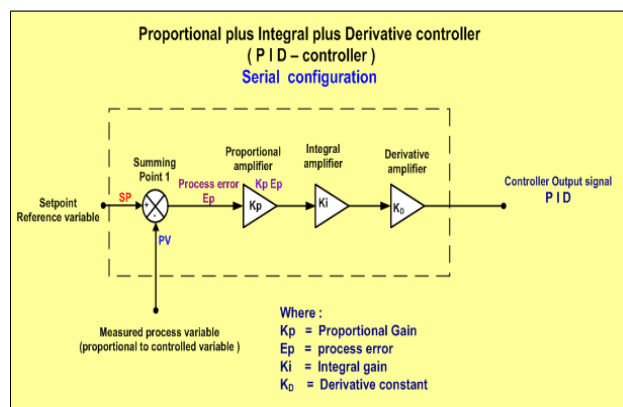 Proportional plus Integral plus Derivative controller
( P I D – controller )
Serial configuration
Summing
Point 1
Proportional
amplifier
Integral
amplifier
Derivative
amplifier
Process error
Ep
Kp Ep
Controller Output signal
P I D
SP
+
-
Kp
Ki
KD
Setpoint
Reference variable
PV
Measured process variable
(proportional to controlled variable )
Where :
Kp = Proportional Gain
Ep = process error
Ki = Integral gain
KD = Derivative constant